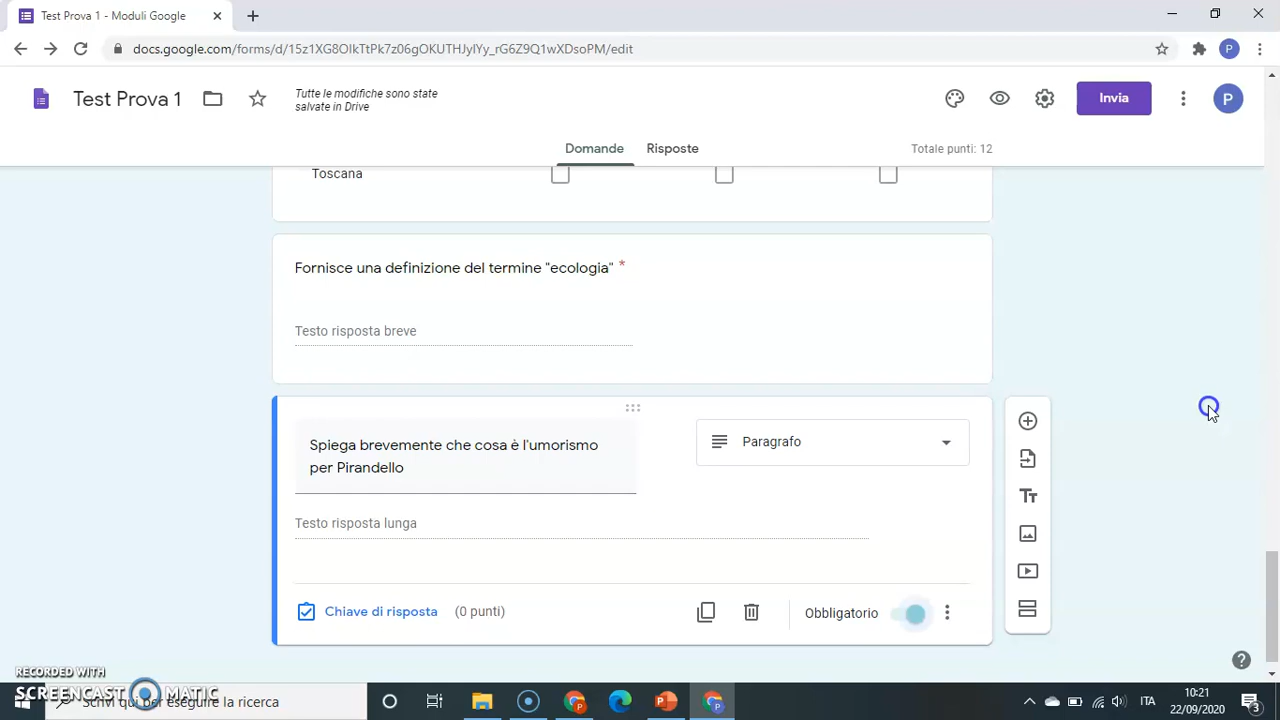 Test Prova 1 - Moduli Google
docs.google.com/forms/d/15z1XG8OIkTtPk7z06gOKUTHJylYy_rG6Z9Q1wXDsoPM/edit
P
Test Prova 1
Tutte le modifiche sono state
salvate in Drive
Invia
P
Domande
Risposte
Totale punti: 12
Toscana
Fornisce una definizione del termine "ecologia" *
Testo risposta breve
Spiega brevemente che cosa è l'umorismo
per Pirandello
Paragrafo
Testo risposta lunga
Chiave di risposta
(0 punti)
Obbligatorio
RECORDED WITH
SCREENCAST MATIC
Scrivi qui per eseguire la ricerca
ITA
10:21
22/09/2020
3